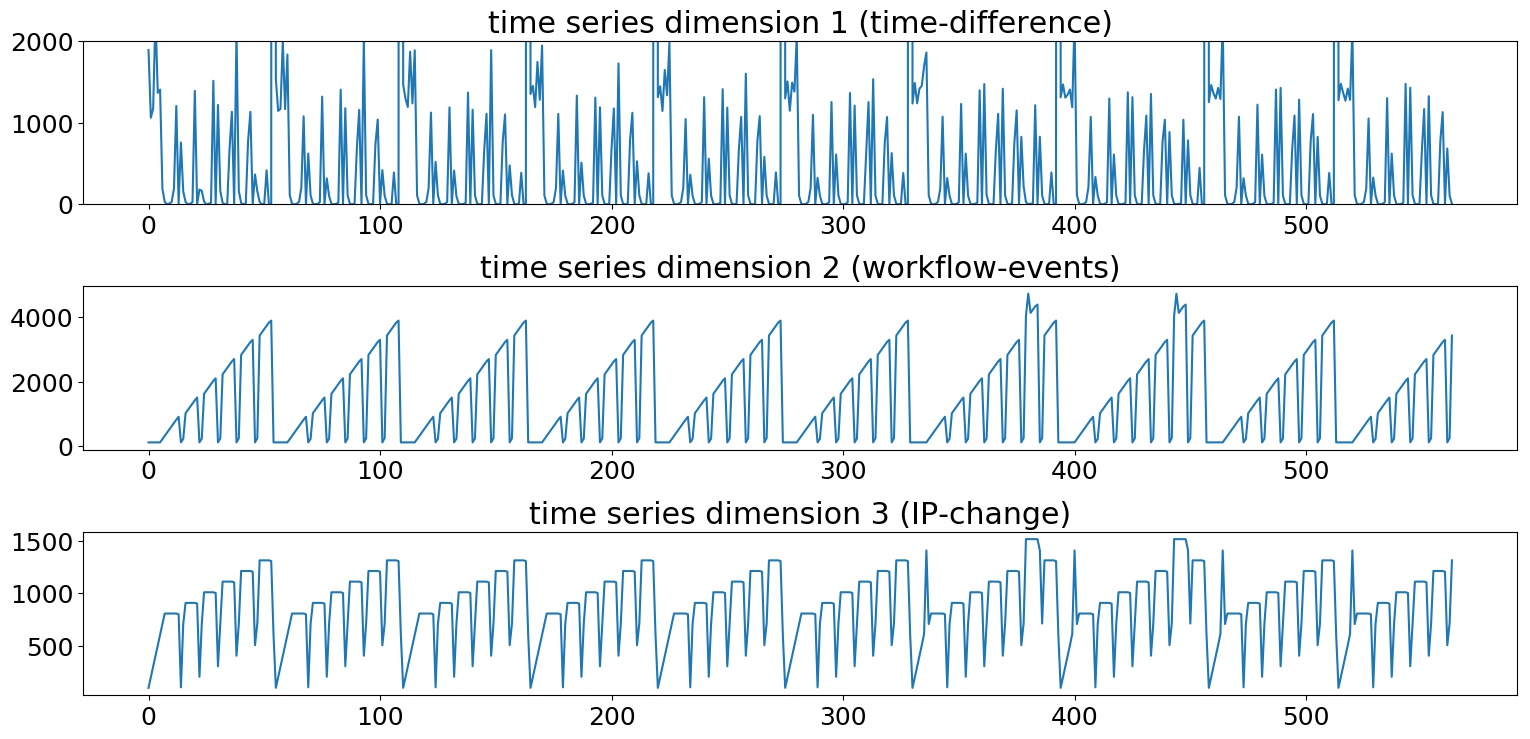 time series dimension 1 (time-difference)
2000
1000
0
0 100 200 300 400 500
time series dimension 2 (workflow-events)
4000
2000
0
0 100 200 300 400 500
time series dimension 3 (IP-change)
1500
1000
500
0 100 200 300 400 500